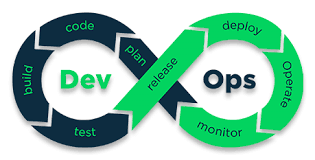 code
deploy
build
Dev
plan
release
Ops
Operate
test
monitor